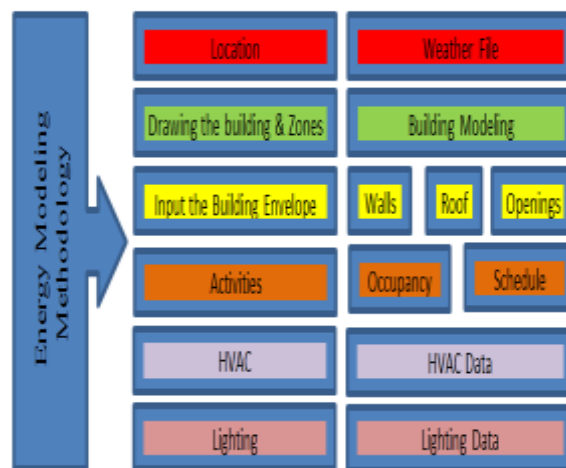 Energy Modeling
Methodology
Location
Weather File
Drawing the building & Zones
Building Modeling
Input the Building Envelope
Walls
Roof
Openings
Activities
Occupancy
Schedule
HVAC
HVAC Data
Lighting
Lighting Data